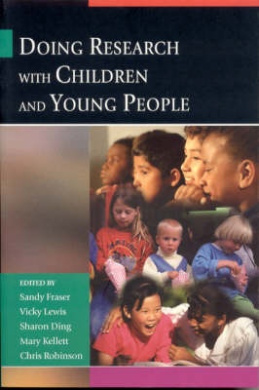 DOING RESEARCH
WITH CHILDREN
AND YOUNG PEOPLE
EDITED BY
Sandy Fraser
Vicky Lewis
Sharon Ding
Mary Kellett
Chris Robinson